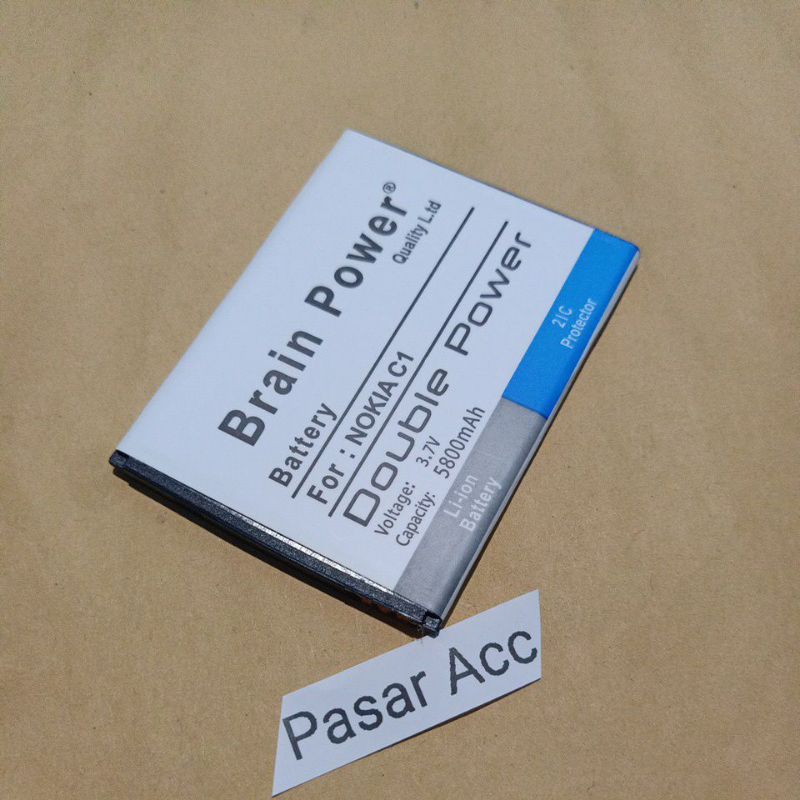 Brain Power®
Quality L.td
Battery
For : NOKIA C1
Double Power
Voltage: 3.7V
Capacity: 5800mAh
2IC
Protector
Li-ion
Battery
Pasar Acc